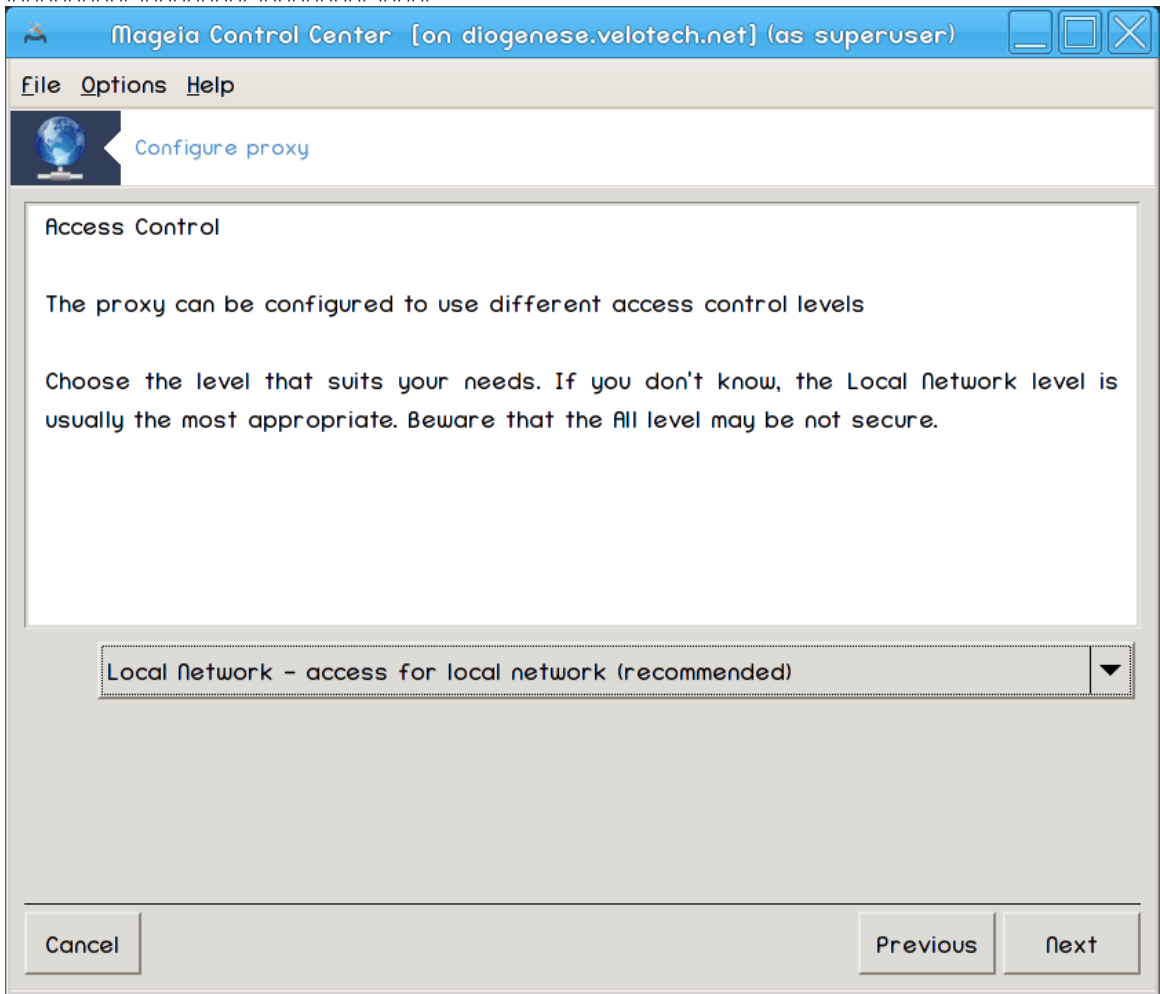 Mageia Control Center [on diogenese.velotech.net] (as superuser)
File Options Help
Configure proxy
Access Control
The proxy can be configured to use different access control levels
Choose the level that suits your needs. If you don't know, the Local Network level is
usually the most appropriate. Beware that the All level may be not secure.
Local Network - access for local network (recommended)
Cancel Previous Next